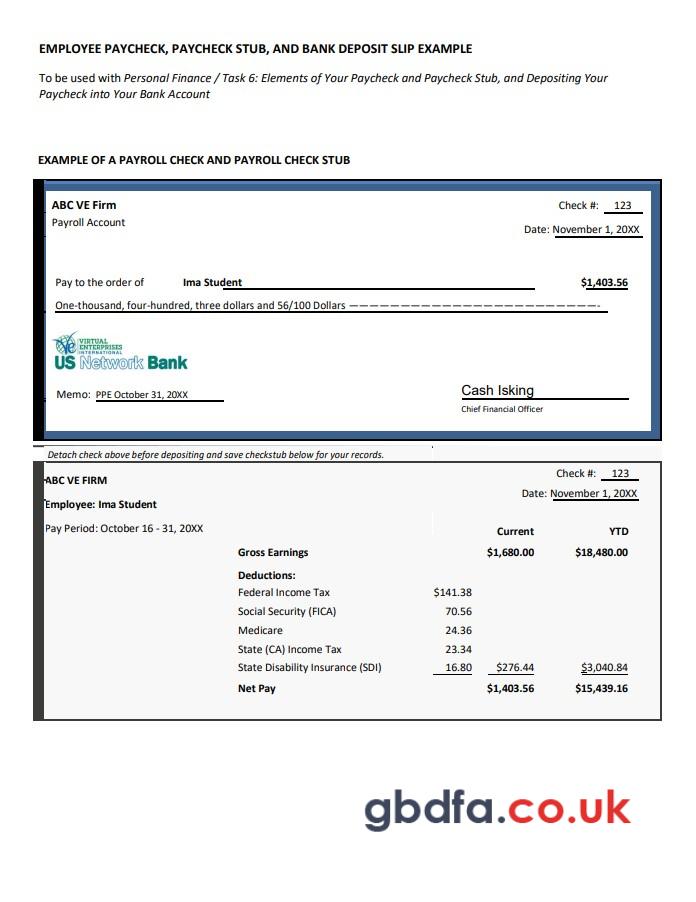 EMPLOYEE PAYCHECK, PAYCHECK STUB, AND BANK DEPOSIT SLIP EXAMPLE
To be used with Personal Finance / Task 6: Elements of Your Paycheck and Paycheck Stub, and Depositing Your
Paycheck into Your Bank Account
EXAMPLE OF A PAYROLL CHECK AND PAYROLL CHECK STUB
ABC VE Firm Check #: 123
Payroll Account
Date: November 1, 20XX
Pay to the order of Ima Student $1,403.56
One-thousand, four-hundred, three dollars and 56/100 Dollars ————————————————————-
ve VIRTUAL
ENTERPRISES
INTERNATIONAL
US Network Bank
Memo: PPE October 31, 20XX Cash Isking
Chief Financial Officer
Detach check above before depositing and save checkstub below for your records.
ABC VE FIRM Check #: 123
Date: November 1, 20XX
Employee: Ima Student
Pay Period: October 16 - 31, 20XX
Current YTD
Gross Earnings $1,680.00 $18,480.00
Deductions:
Federal Income Tax $141.38
Social Security (FICA) 70.56
Medicare 24.36
State (CA) Income Tax 23.34
State Disability Insurance (SDI) 16.80 $276.44 $3,040.84
Net Pay $1,403.56 $15,439.16
gbdfa.co.uk